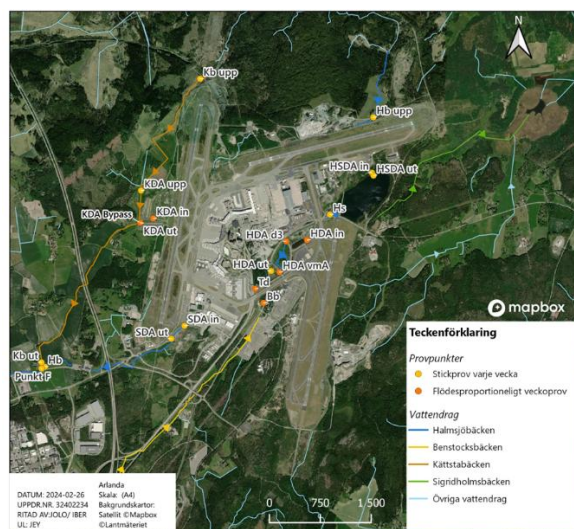 N
Kb upp
Hb upp
HSDA in
HSDA ut
KDA upp
KDA in
KDA Bypass
KDA ut
Hs
HDA d3
HDA in
HDA ut
HDA vmA
Td
Bb
SDA in
SDA ut
Kb ut
Hb
Punkt F
mapbox
Teckenförklaring
Provpunkter
Stickprov varje vecka
Flödesproportioneligt veckoprov
Vattendrag
Halmsjöbäcken
Benstocksbäcken
Kättstabäcken
Sigridholmsbäcken
Övriga vattendrag
0 750 1 500
Arlanda
DATUM: 2024-02-26 Skala: (A4)
UPPDR.NR: 32402234 Bakgrundskartor:
RITAD AV:JOLO/ IBER Satellit ©Mapbox
UL: JEY ©Lantmäteriet